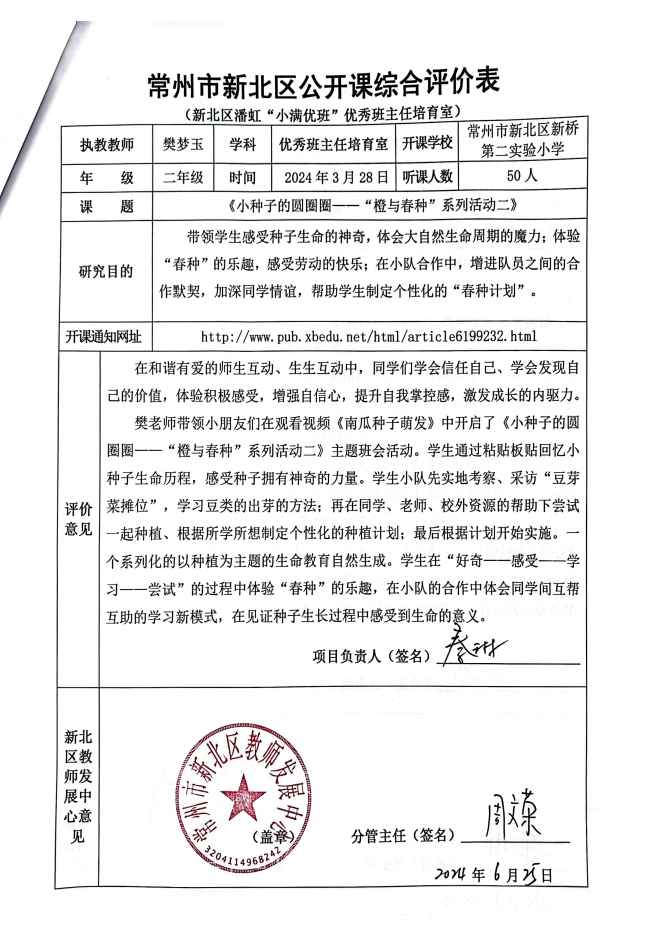 常州市新北区公开课综合评价表
（新北区潘虹“小满优班”优秀班主任培育室）
执教教师 樊梦玉 学科 优秀班主任培育室 开课学校 常州市新北区新桥
第二实验小学
年 级 二年级 时间 2024年3月28日 听课人数 50人
课 题 《小种子的圆圈圈——“橙与春种”系列活动二》
研究目的
带领学生感受种子生命的神奇，体会大自然生命周期的魔力；体验
“春种”的乐趣，感受劳动的快乐；在小队合作中，增进队员之间的合
作默契，加深同学情谊，帮助学生制定个性化的“春种计划”。
开课通知网址 http://www.pub.xbedu.net/html/article6199232.html
评价
意见
在和谐有爱的师生互动、生生互动中，同学们学会信任自己、学会发现自
己的价值，体验积极感受，增强自信心，提升自我掌控感，激发成长的内驱力。
樊老师带领小朋友们在观看视频《南瓜种子萌发》中开启了《小种子的圆
圈圈——“橙与春种”系列活动二》主题班会活动。学生通过粘贴板贴回忆小
种子生命历程，感受种子拥有神奇的力量。学生小队先实地考察、采访“豆芽
菜摊位”，学习豆类的出芽的方法；再在同学、老师、校外资源的帮助下尝试
一起种植、根据所学所想制定个性化的种植计划；最后根据计划开始实施。一
个系列化的以种植为主题的生命教育自然生成。学生在“好奇——感受——学
习——尝试”的过程中体验“春种”的乐趣，在小队的合作中体会同学间互帮
互助的学习新模式，在见证种子生长过程中感受到生命的意义。
项目负责人（签名）
新北
区教
师发
展中
心意
见
常州市新北区教师发展中心
（盖章）
3204114968242
分管主任（签名） 周文荣
2024年6月25日